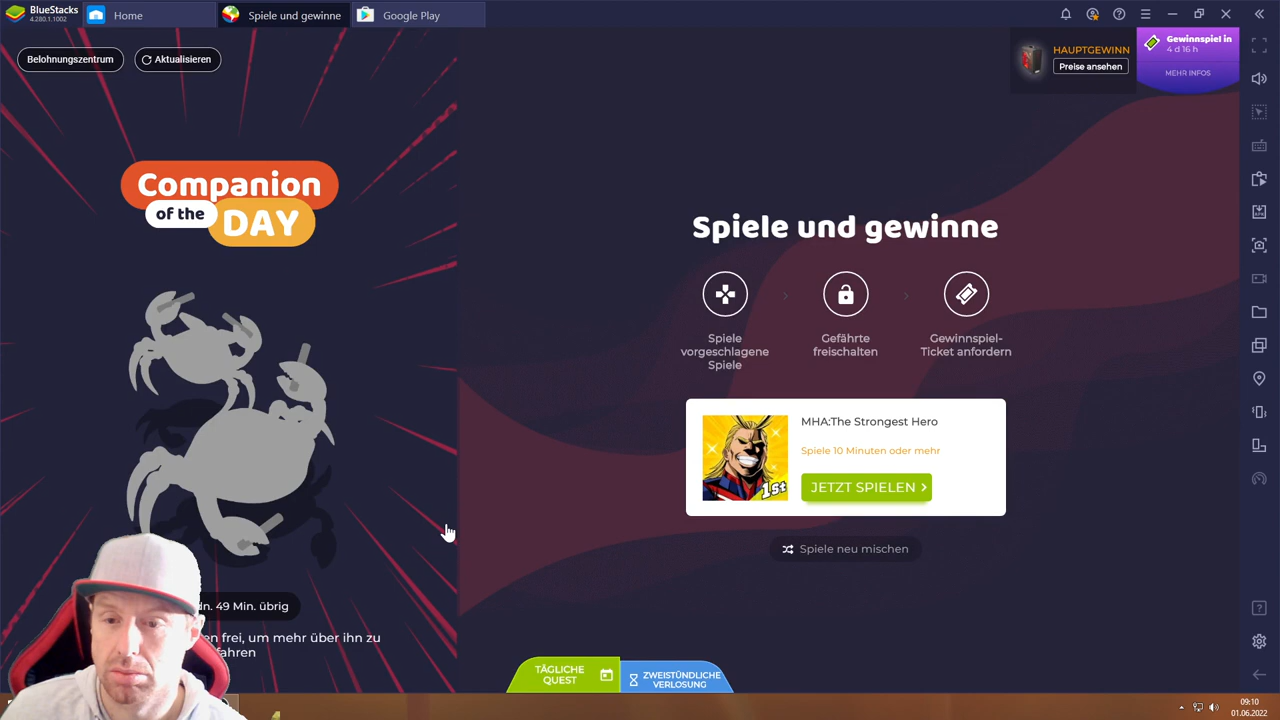 BlueStacks
4.280.1.1002
Home
Spiele und gewinne
Google Play
Belohnungszentrum
Aktualisieren
HAUPTGEWINN
Preise ansehen
Gewinnspiel in
4 d 16 h
MEHR INFOS
Companion
of the
DAY
Spiele und gewinne
Spiele
vorgeschlagene
Spiele
Gefährte
freischalten
Gewinnspiel-
Ticket anfordern
MHA:The Strongest Hero
Spiele 10 Minuten oder mehr
1st
JETZT SPIELEN
Spiele neu mischen
49 Min. übrig
frei, um mehr über ihn zu
TÄGLICHE
QUEST
ZWEISTÜNDLICHE
VERLOSUNG
09:10
01.06.2022